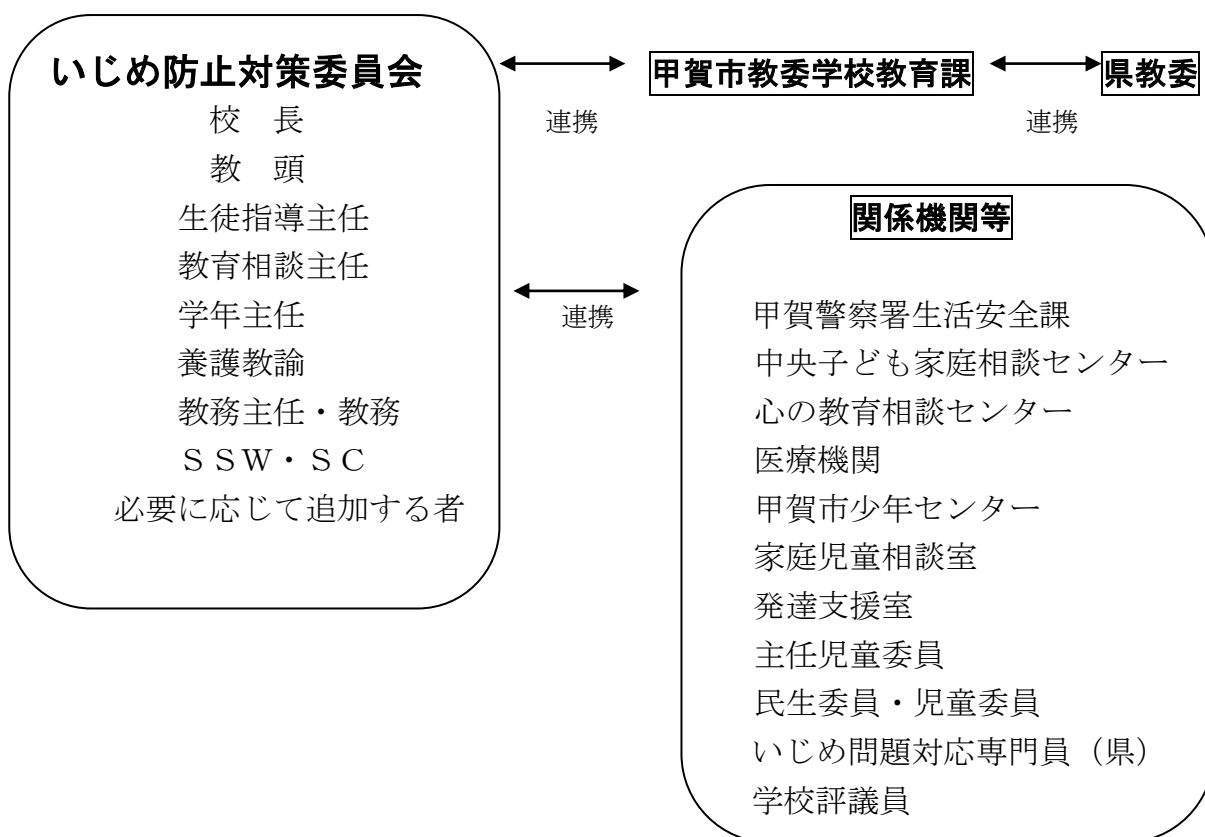 いじめ防止対策委員会
校　長
教　頭
生徒指導主任
教育相談主任
学年主任
養護教諭
教務主任・教務
ＳＳＷ・ＳＣ
必要に応じて追加する者
連携
甲賀市教委学校教育課
連携
県教委
連携
関係機関等
甲賀警察署生活安全課
中央子ども家庭相談センター
心の教育相談センター
医療機関
甲賀市少年センター
家庭児童相談室
発達支援室
主任児童委員
民生委員・児童委員
いじめ問題対応専門員（県）
学校評議員